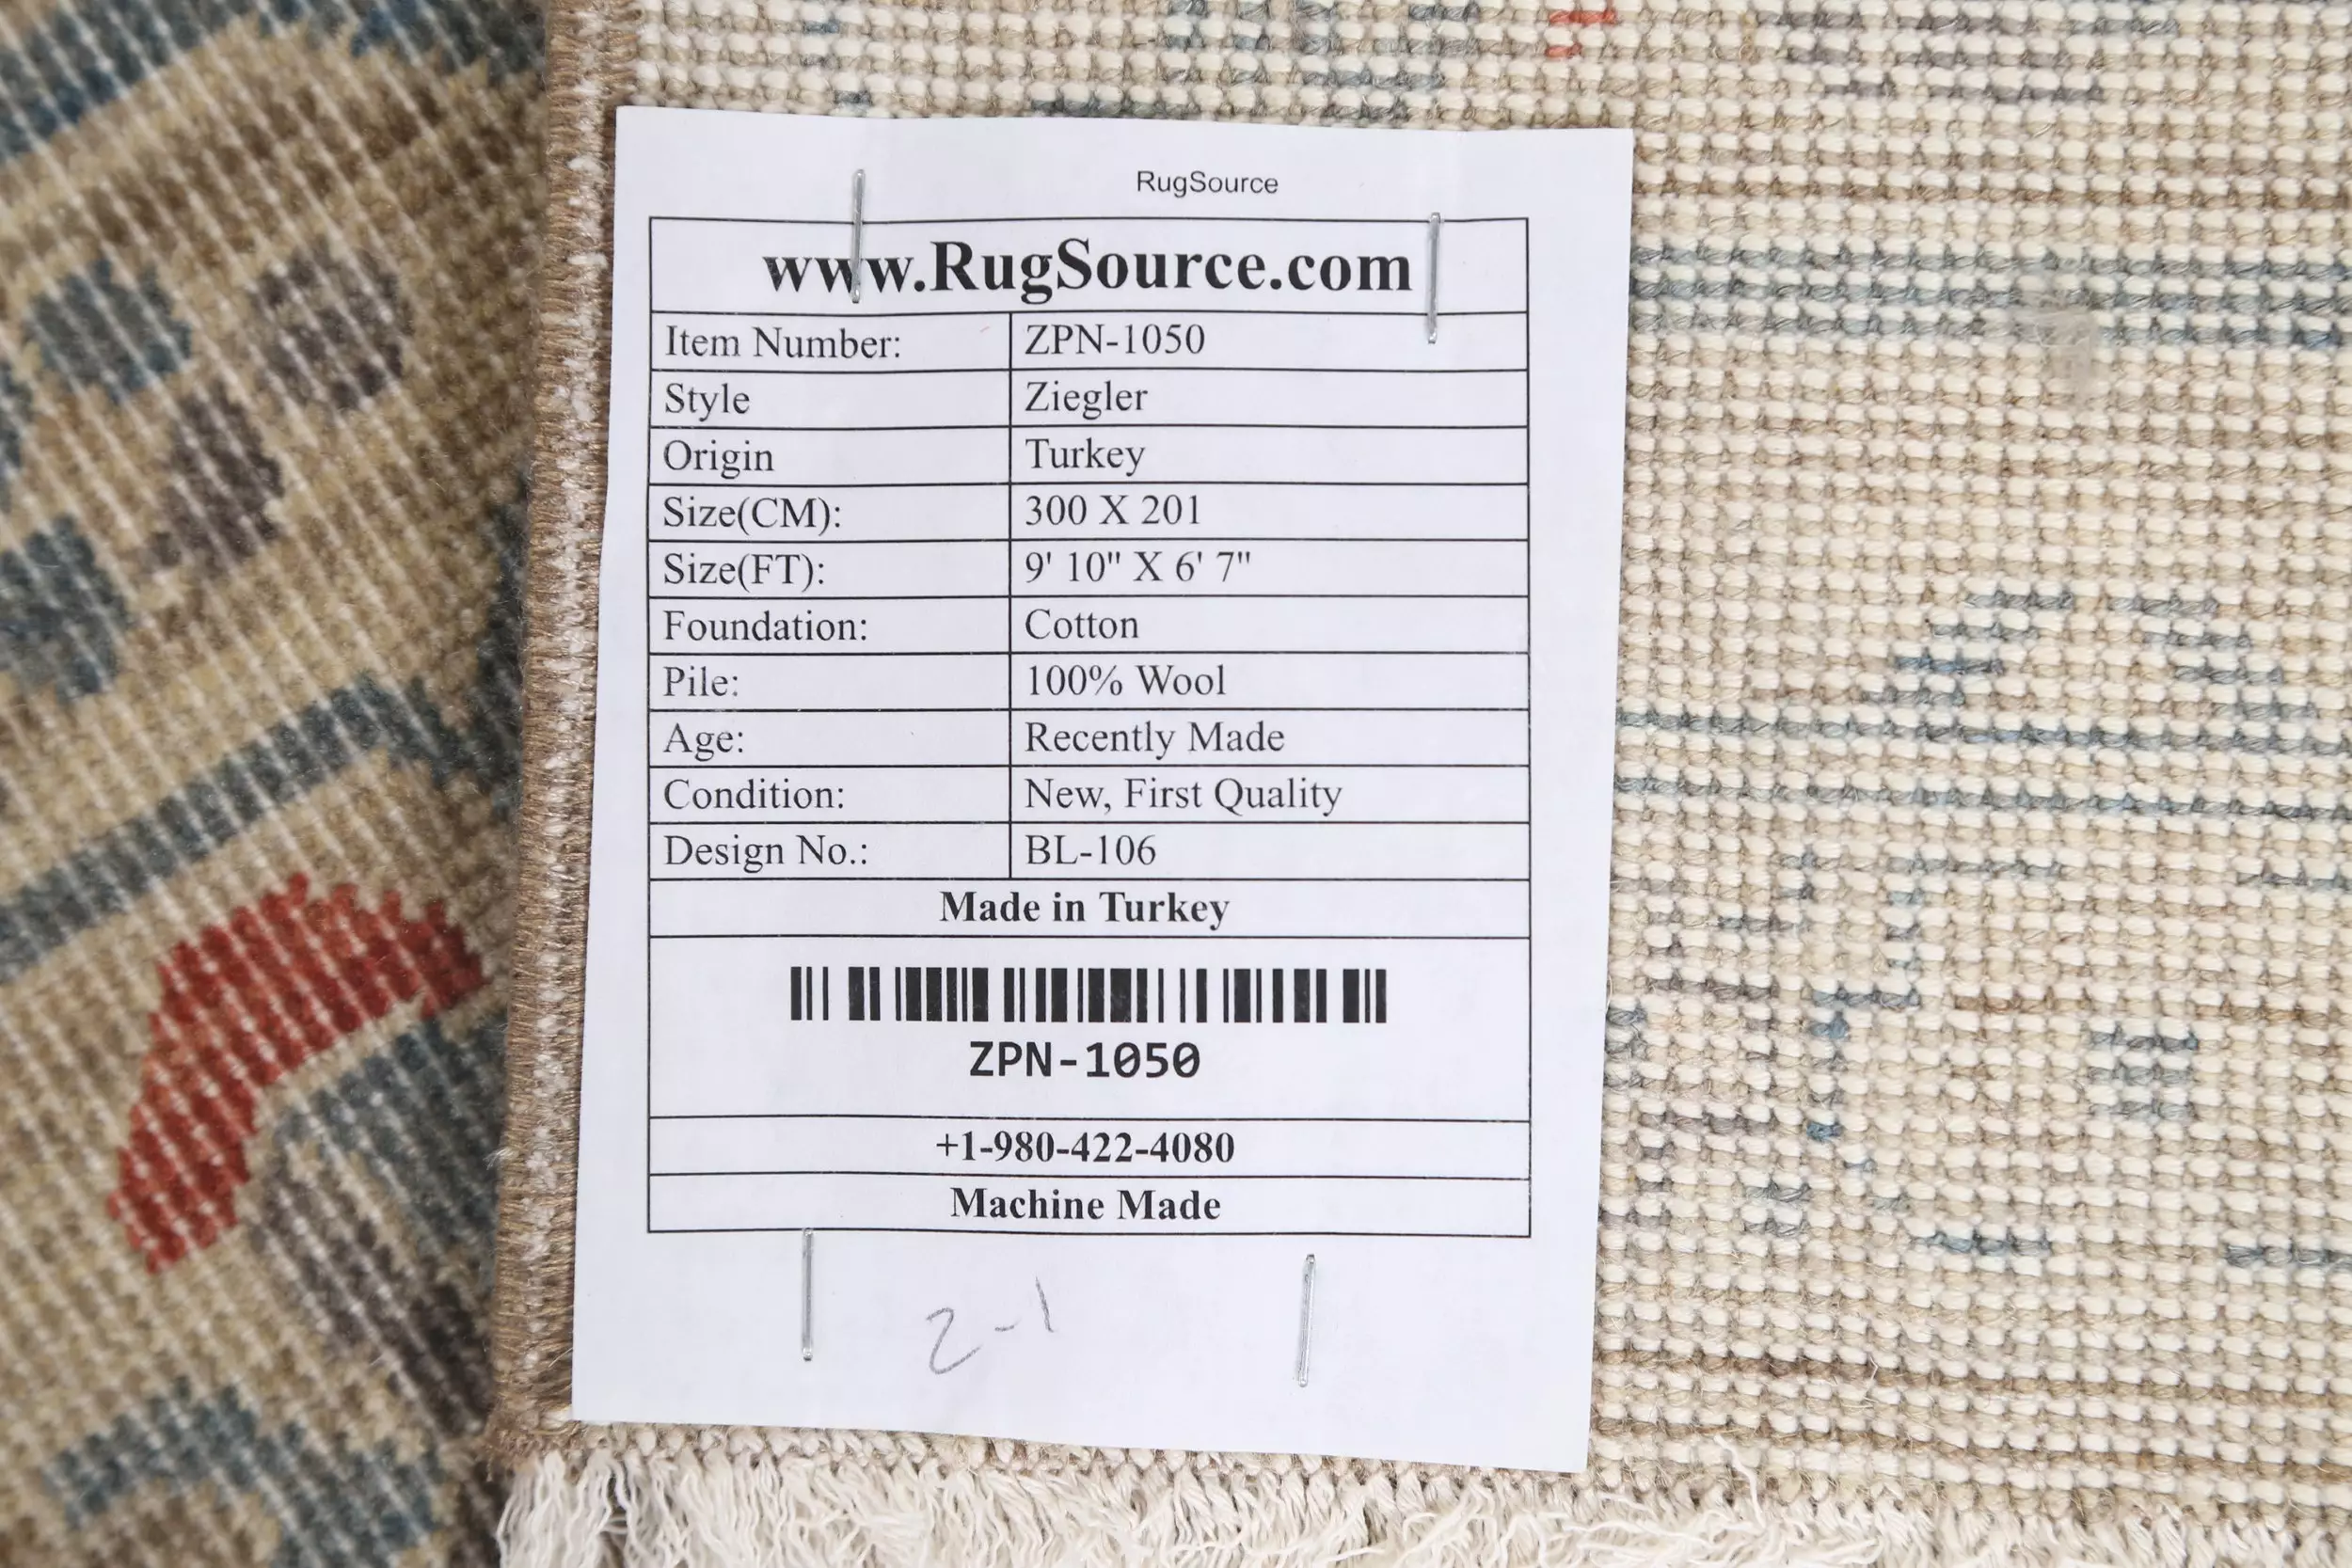 RugSource
www.RugSource.com
Item Number: ZPN-1050
Style Ziegler
Origin Turkey
Size(CM): 300 X 201
Size(FT): 9' 10" X 6' 7"
Foundation: Cotton
Pile: 100% Wool
Age: Recently Made
Condition: New, First Quality
Design No.: BL-106
Made in Turkey
ZPN-1050
+1-980-422-4080
Machine Made
2-1